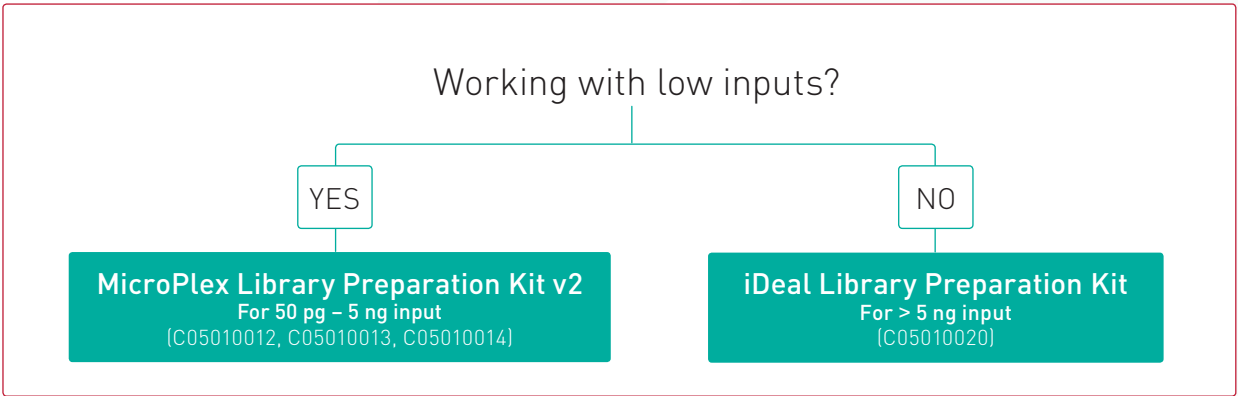 Working with low inputs?
YES
NO
MicroPlex Library Preparation Kit v2
For 50 pg – 5 ng input
(C05010012, C05010013, C05010014)
iDeal Library Preparation Kit
For > 5 ng input
(C05010020)